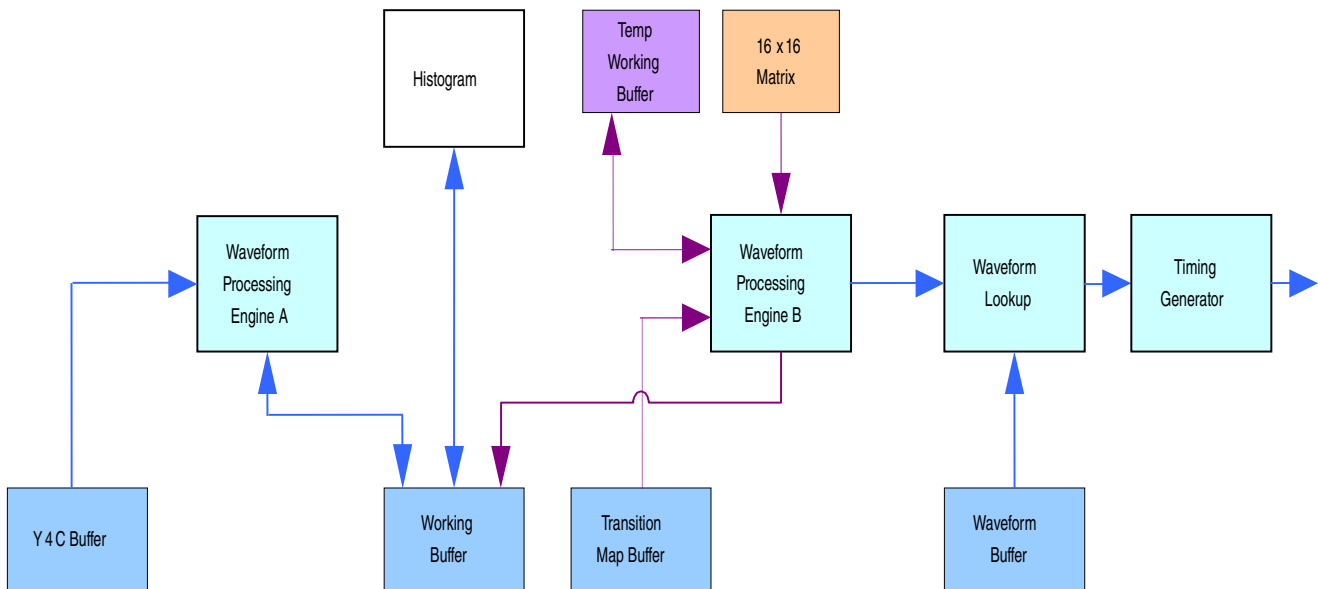 Histogram
Temp
Working
Buffer
16 x 16
Matrix
Waveform
Processing
Engine A
Waveform
Processing
Engine B
Waveform
Lookup
Timing
Generator
Y 4 C Buffer
Working
Buffer
Transition
Map Buffer
Waveform
Buffer